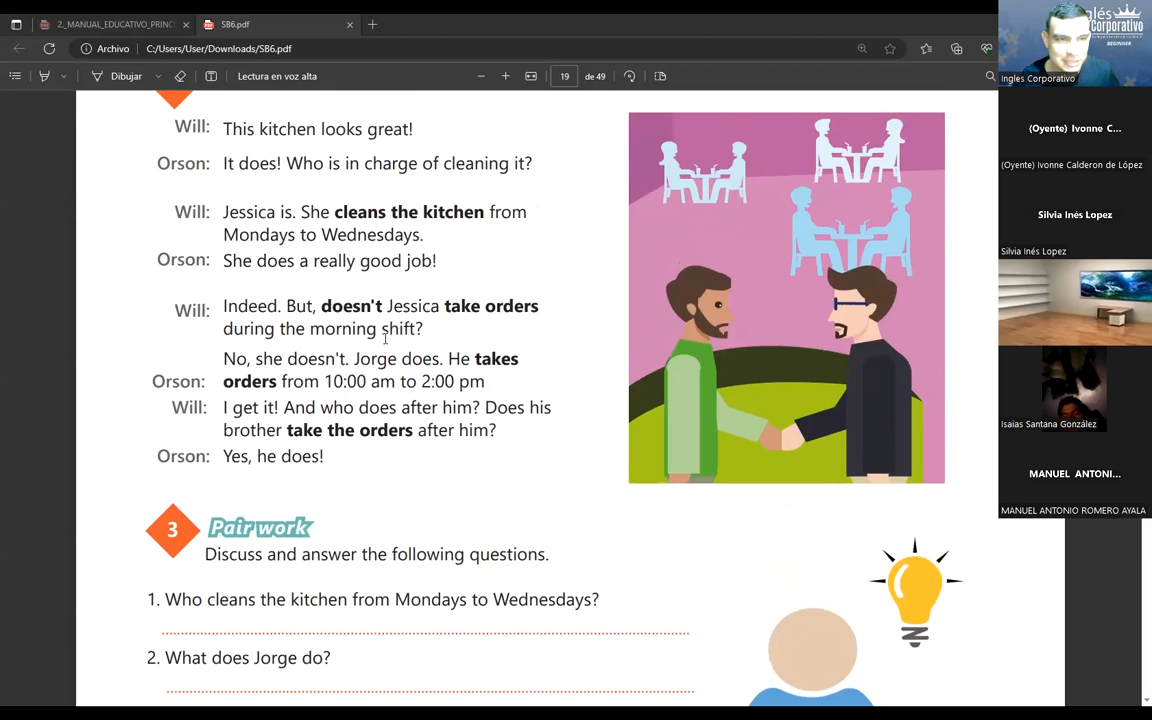 2._MANUAL_EDUCATIVO_PRINC
SB6.pdf
Archivo
C:/Users/User/Downloads/SB6.pdf
Dibujar
Lectura en voz alta
19
de 49
Will: This kitchen looks great!
Orson: It does! Who is in charge of cleaning it?
Will: Jessica is. She cleans the kitchen from
Mondays to Wednesdays.
Orson: She does a really good job!
Will: Indeed. But, doesn't Jessica take orders
during the morning shift?
No, she doesn't. Jorge does. He takes
Orson: orders from 10:00 am to 2:00 pm
Will: I get it! And who does after him? Does his
brother take the orders after him?
Orson: Yes, he does!
3 Pair work
Discuss and answer the following questions.
1. Who cleans the kitchen from Mondays to Wednesdays?
2. What does Jorge do?
glés
Corporativo
BEGINNER
Ingles Corporativo
(Oyente) Ivonne C...
(Oyente) Ivonne Calderon de López
Silvia Inés Lopez
Silvia Inés Lopez
Isaias Santana González
MANUEL ANTONI...
MANUEL ANTONIO ROMERO AYALA